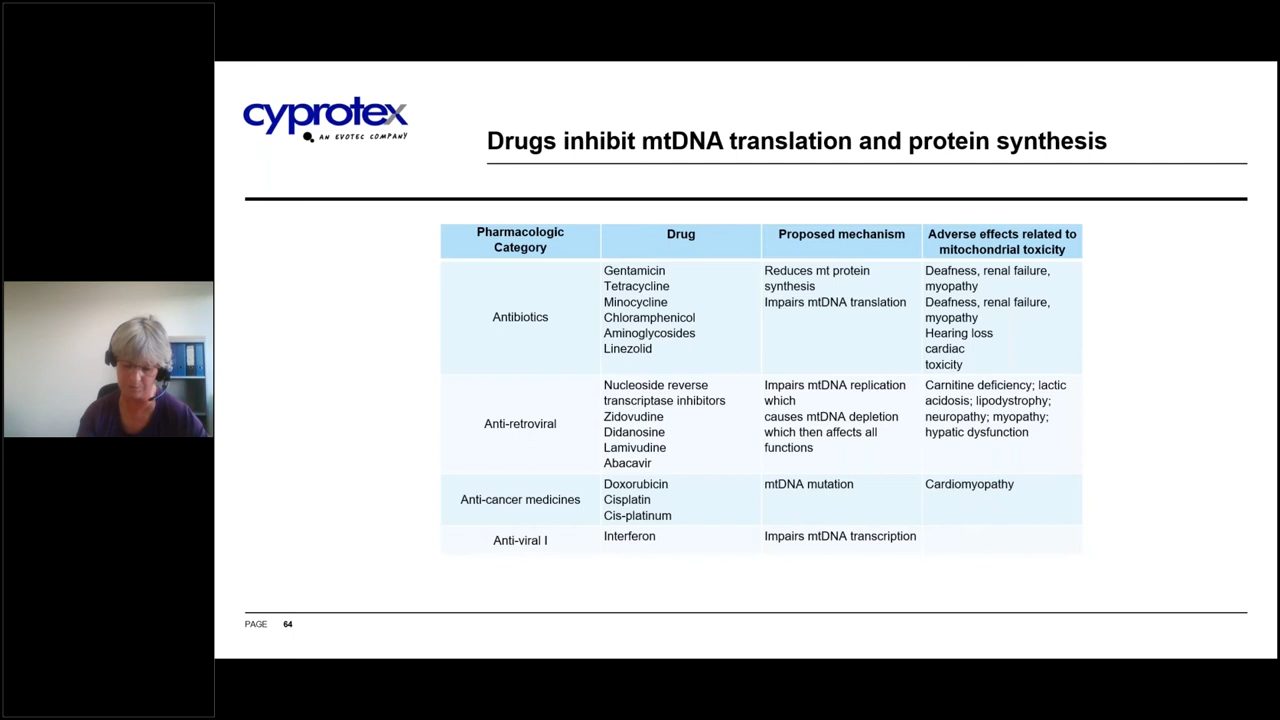 cyprotex
AN EVOTEC COMPANY
Drugs inhibit mtDNA translation and protein synthesis
Pharmacologic
Category
Drug
Proposed mechanism
Adverse effects related to
mitochondrial toxicity
Antibiotics
Gentamicin
Tetracycline
Minocycline
Chloramphenicol
Aminoglycosides
Linezolid
Reduces mt protein
synthesis
Impairs mtDNA translation
Deafness, renal failure,
myopathy
Deafness, renal failure,
myopathy
Hearing loss
cardiac
toxicity
Anti-retroviral
Nucleoside reverse
transcriptase inhibitors
Zidovudine
Didanosine
Lamivudine
Abacavir
Impairs mtDNA replication
which
causes mtDNA depletion
which then affects all
functions
Carnitine deficiency; lactic
acidosis; lipodystrophy;
neuropathy; myopathy;
hypatic dysfunction
Anti-cancer medicines
Doxorubicin
Cisplatin
Cis-platinum
mtDNA mutation
Cardiomyopathy
Anti-viral I
Interferon
Impairs mtDNA transcription
PAGE 64